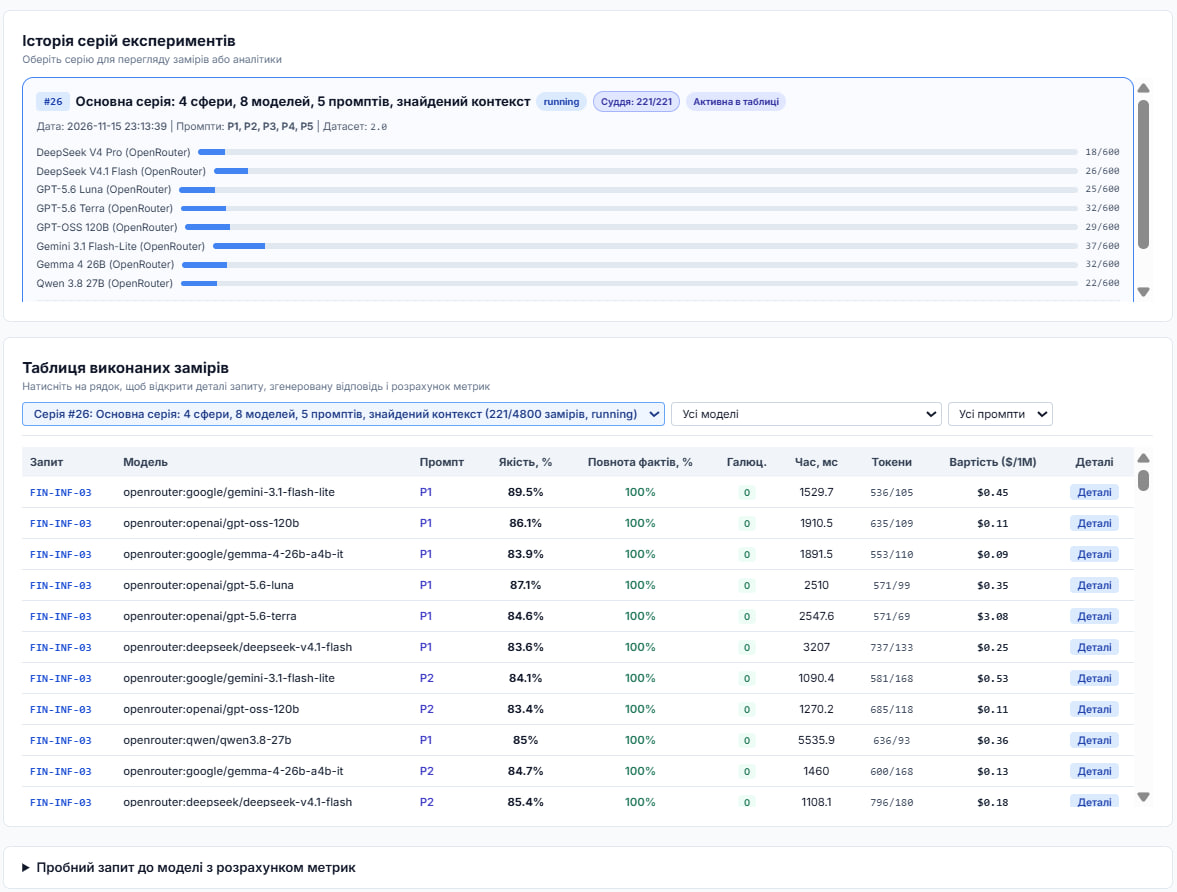 Історія серій експериментів
Оберіть серію для перегляду замірів або аналітики
#26 Основна серія: 4 сфери, 8 моделей, 5 промптів, знайдений контекст running Суддя: 221/221 Активна в таблиці
Дата: 2026-11-15 23:13:39 | Промпти: P1, P2, P3, P4, P5 | Датасет: 2.0
DeepSeek V4 Pro (OpenRouter) 18/600
DeepSeek V4.1 Flash (OpenRouter) 26/600
GPT-5.6 Luna (OpenRouter) 25/600
GPT-5.6 Terra (OpenRouter) 32/600
GPT-OSS 120B (OpenRouter) 29/600
Gemini 3.1 Flash-Lite (OpenRouter) 37/600
Gemma 4 26B (OpenRouter) 32/600
Qwen 3.8 27B (OpenRouter) 22/600
Таблиця виконаних замірів
Натисніть на рядок, щоб відкрити деталі запиту, згенеровану відповідь і розрахунок метрик
Серія #26: Основна серія: 4 сфери, 8 моделей, 5 промптів, знайдений контекст (221/4800 замірів, running) Усі моделі Усі промпти
Запит Модель Промпт Якість, % Повнота фактів, % Галюц. Час, мс Токени Вартість ($/1M) Деталі
FIN-INF-03 openrouter:google/gemini-3.1-flash-lite P1 89.5% 100% 0 1529.7 536/105 $0.45 Деталі
FIN-INF-03 openrouter:openai/gpt-oss-120b P1 86.1% 100% 0 1910.5 635/109 $0.11 Деталі
FIN-INF-03 openrouter:google/gemma-4-26b-a4b-it P1 83.9% 100% 0 1891.5 553/110 $0.09 Деталі
FIN-INF-03 openrouter:openai/gpt-5.6-luna P1 87.1% 100% 0 2510 571/99 $0.35 Деталі
FIN-INF-03 openrouter:openai/gpt-5.6-terra P1 84.6% 100% 0 2547.6 571/69 $3.08 Деталі
FIN-INF-03 openrouter:deepseek/deepseek-v4.1-flash P1 83.6% 100% 0 3207 737/133 $0.25 Деталі
FIN-INF-03 openrouter:google/gemini-3.1-flash-lite P2 84.1% 100% 0 1090.4 581/168 $0.53 Деталі
FIN-INF-03 openrouter:openai/gpt-oss-120b P2 83.4% 100% 0 1270.2 685/118 $0.11 Деталі
FIN-INF-03 openrouter:qwen/qwen3.8-27b P1 85% 100% 0 5535.9 636/93 $0.36 Деталі
FIN-INF-03 openrouter:google/gemma-4-26b-a4b-it P2 84.7% 100% 0 1460 600/168 $0.13 Деталі
FIN-INF-03 openrouter:deepseek/deepseek-v4.1-flash P2 85.4% 100% 0 1108.1 796/180 $0.18 Деталі
Пробний запит до моделі з розрахунком метрик